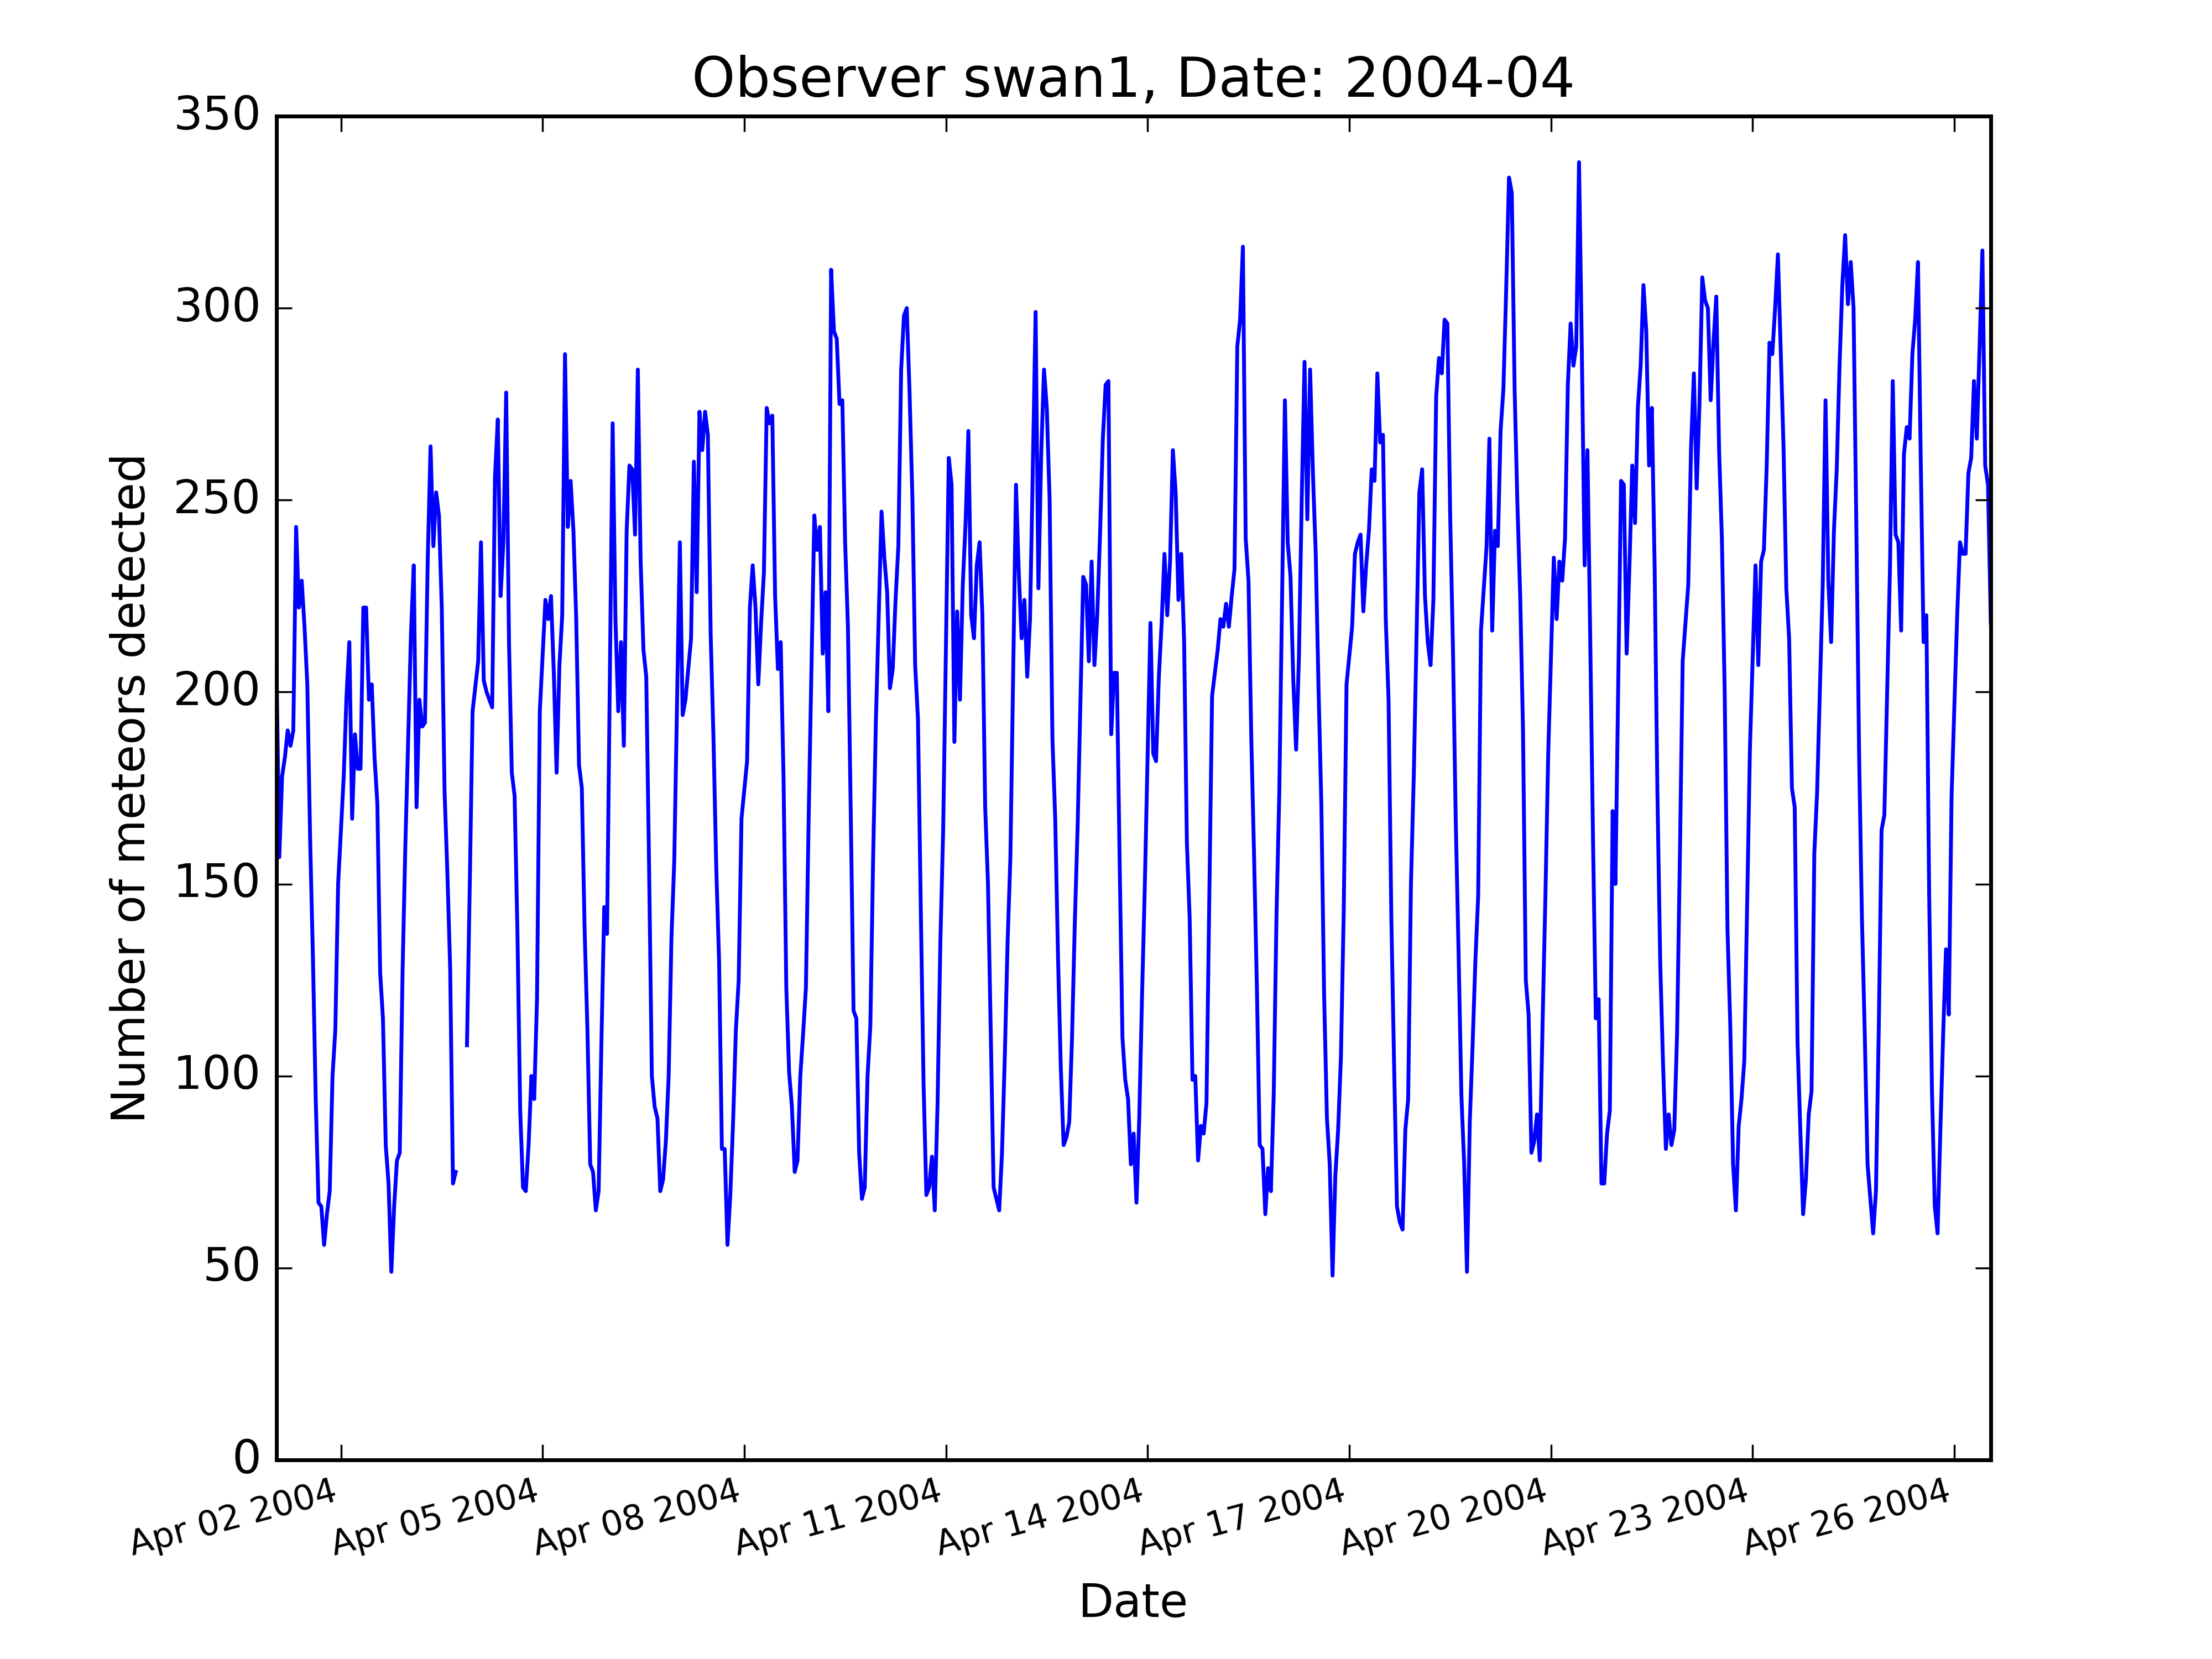 Observer swan1, Date: 2004-04
Number of meteors detected
350
300
250
200
150
100
50
0
Apr 02 2004
Apr 05 2004
Apr 08 2004
Apr 11 2004
Apr 14 2004
Apr 17 2004
Apr 20 2004
Apr 23 2004
Apr 26 2004
Date